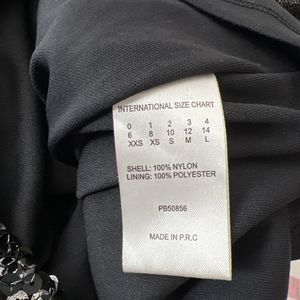 INTERNATIONAL SIZE CHART
0 1 2 3 4
6 8 10 12 14
XXS XS S M L
SHELL: 100% NYLON
LINING: 100% POLYESTER
PB50856
MADE IN P.R.C